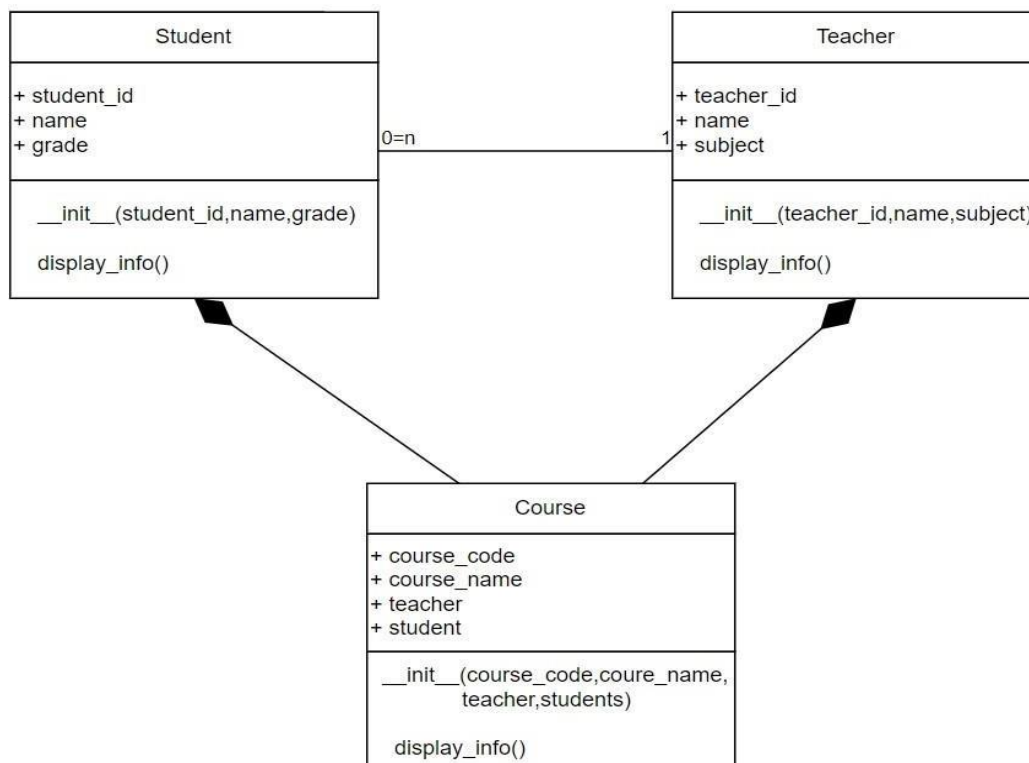 Student
+ student_id
+ name
+ grade
__init__(student_id,name,grade)
display_info()
0=n
1
Teacher
+ teacher_id
+ name
+ subject
__init__(teacher_id,name,subject)
display_info()
Course
+ course_code
+ course_name
+ teacher
+ student
__init__(course_code,coure_name,
teacher,students)
display_info()